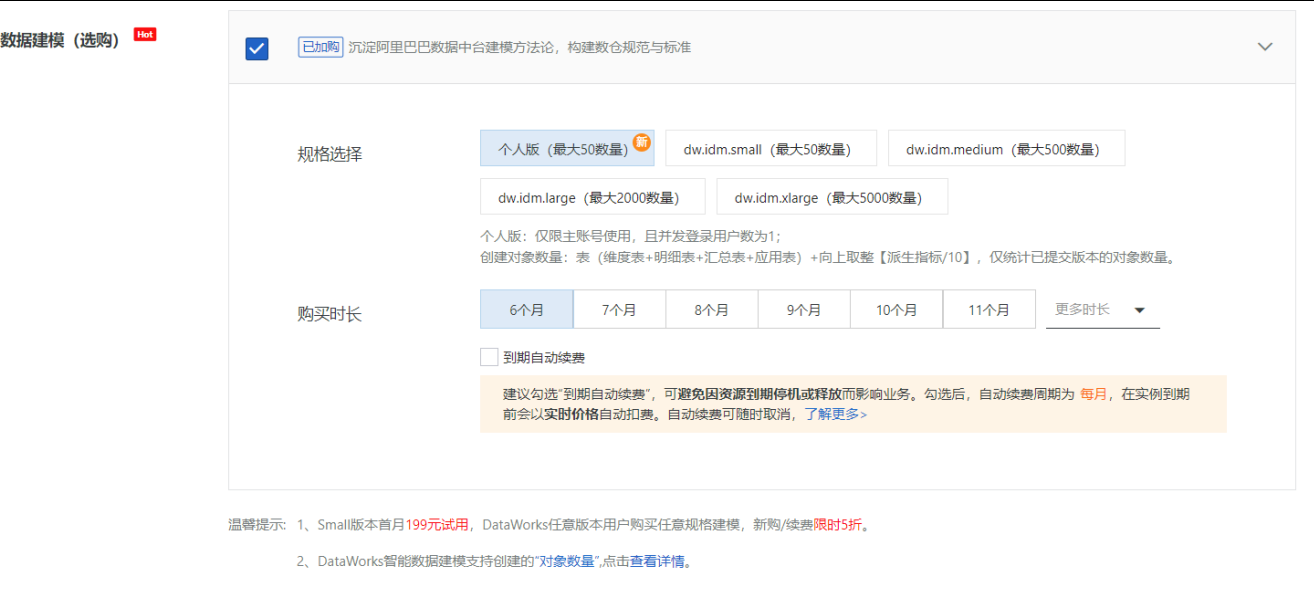 数据建模（选购） Hot
已加购 沉淀阿里巴巴数据中台建模方法论，构建数仓规范与标准
规格选择
个人版（最大50数量） 新
dw.idm.small（最大50数量）
dw.idm.medium（最大500数量）
dw.idm.large（最大2000数量）
dw.idm.xlarge（最大5000数量）
个人版：仅限主账号使用，且并发登录用户数为1；
创建对象数量：表（维度表+明细表+汇总表+应用表）+向上取整【派生指标/10】，仅统计已提交版本的对象数量。
购买时长
6个月 7个月 8个月 9个月 10个月 11个月 更多时长
到期自动续费
建议勾选“到期自动续费”，可避免因资源到期停机或释放而影响业务。勾选后，自动续费周期为 每月，在实例到期
前会以实时价格自动扣费。自动续费可随时取消，了解更多>
温馨提示: 1、Small版本首月199元试用，DataWorks任意版本用户购买任意规格建模，新购/续费限时5折。
2、DataWorks智能数据建模支持创建的“对象数量”,点击查看详情。